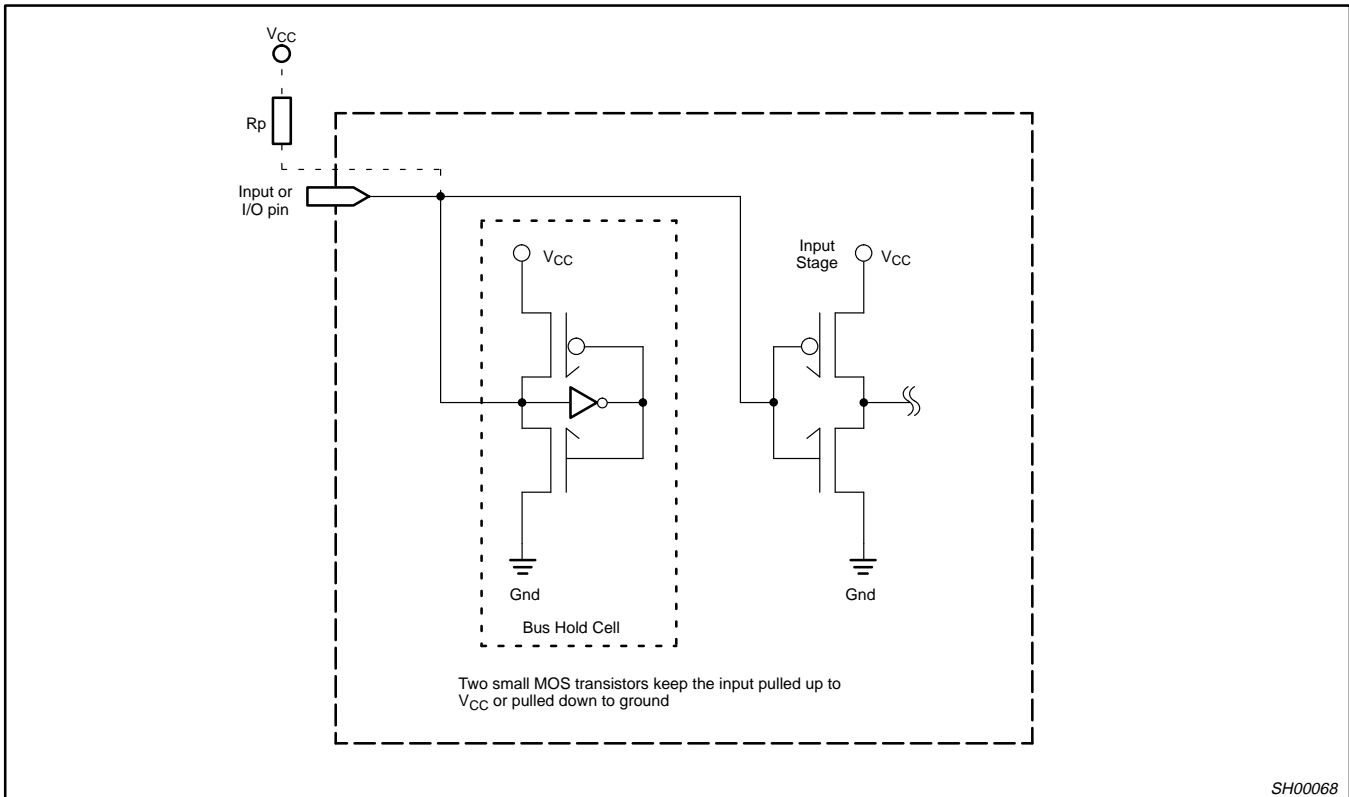 VCC
Rp
Input or
I/O pin
VCC
Input
Stage
VCC
Gnd
Gnd
Bus Hold Cell
Two small MOS transistors keep the input pulled up to
VCC or pulled down to ground
SH00068